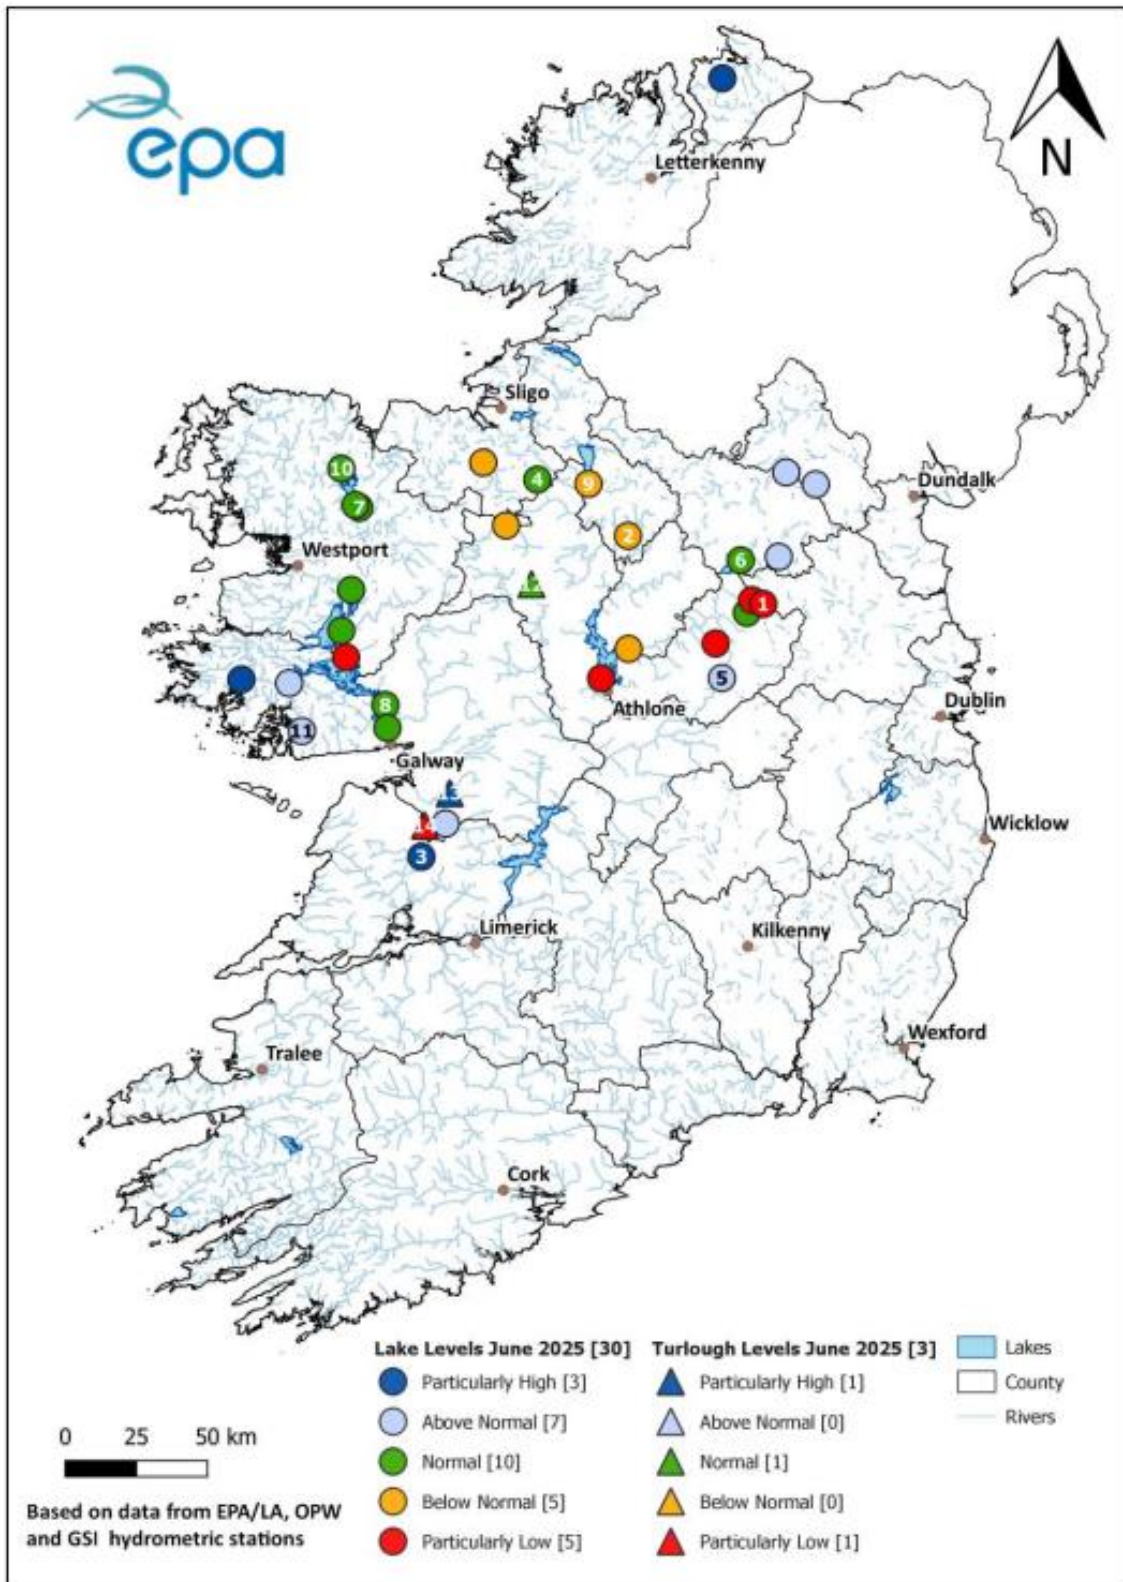 epa
N
Letterkenny
Sligo
10
4
9
Dundalk
7
2
Westport
6
12
1
5
8
Athlone
Dublin
11
Galway
14
Wicklow
3
Limerick
Kilkenny
Wexford
Tralee
Cork
Lake Levels June 2025 [30]
Particularly High [3]
Above Normal [7]
Normal [10]
Below Normal [5]
Particularly Low [5]
Turlough Levels June 2025 [3]
Particularly High [1]
Above Normal [0]
Normal [1]
Below Normal [0]
Particularly Low [1]
Lakes
County
Rivers
0 25 50 km
Based on data from EPA/LA, OPW
and GSI hydrometric stations